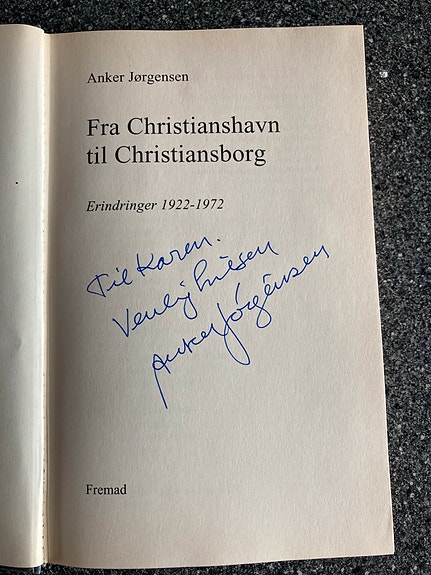 Anker Jørgensen
Fra Christianshavn
til Christiansborg
Erindringer 1922-1972
Til Karen.
Venlig hilsen
Anker Jørgensen
Fremad